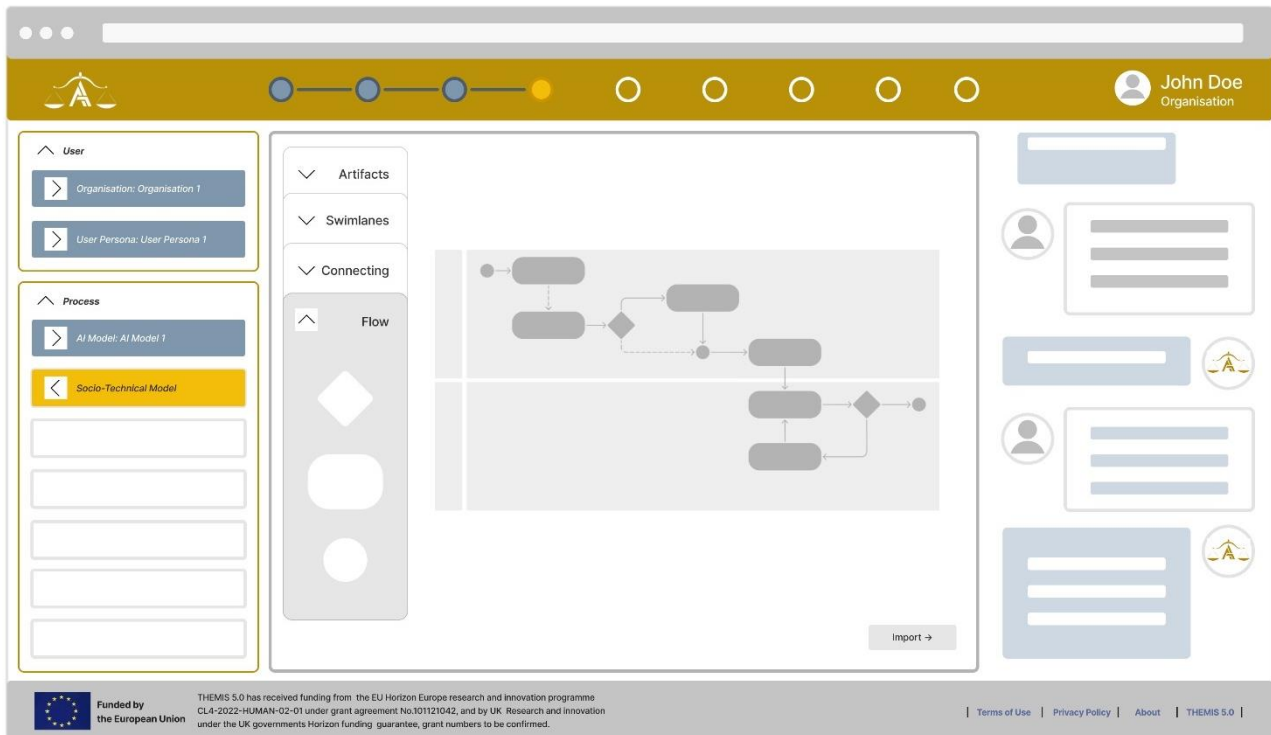 John Doe
Organisation
User
Organisation: Organisation 1
User Persona: User Persona 1
Process
AI Model: AI Model 1
Socio-Technical Model
Artifacts
Swimlanes
Connecting
Flow
Import →
Funded by
the European Union
THEMIS 5.0 has received funding from the EU Horizon Europe research and innovation programme
CL4-2022-HUMAN-02-01 under grant agreement No.101121042, and by UK Research and innovation
under the UK governments Horizon funding guarantee, grant numbers to be confirmed.
| Terms of Use | Privacy Policy | About | THEMIS 5.0 |